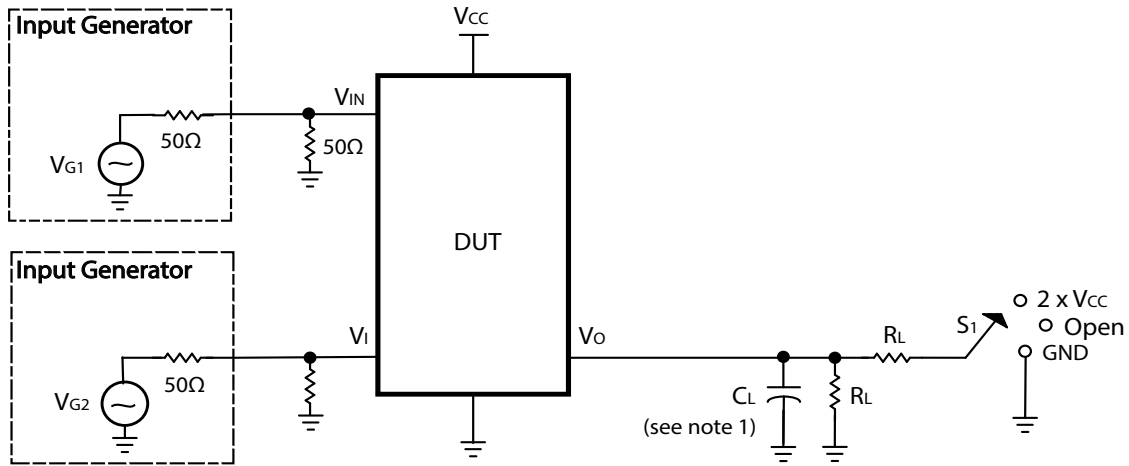 Input Generator
VCC
VIN
50Ω
50Ω
VG1
DUT
Input Generator
VI
VO
50Ω
VG2
S1
2 x VCC
Open
GND
RL
CL
RL
(see note 1)